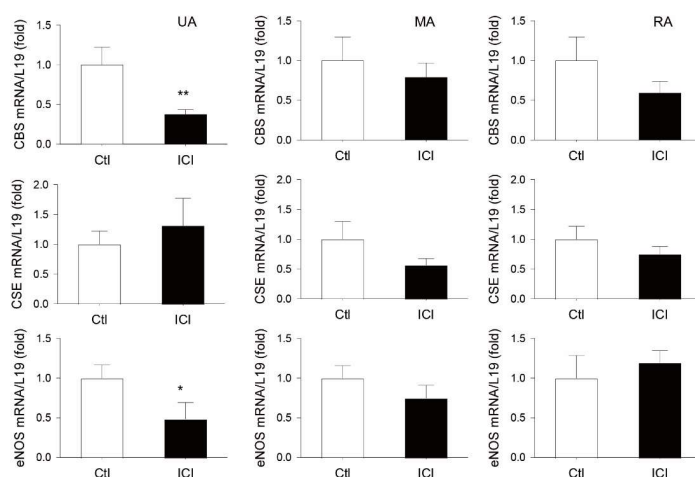 UA
CBS mRNA/L19 (fold)
1.5
1.0
0.5
0.0
**
Ctl
ICI
MA
CBS mRNA/L19 (fold)
1.5
1.0
0.5
0.0
Ctl
ICI
RA
CBS mRNA/L19 (fold)
1.5
1.0
0.5
0.0
Ctl
ICI
CSE mRNA/L19 (fold)
2.0
1.5
1.0
0.5
0.0
Ctl
ICI
CSE mRNA/L19 (fold)
2.0
1.5
1.0
0.5
0.0
Ctl
ICI
CSE mRNA/L19 (fold)
2.0
1.5
1.0
0.5
0.0
Ctl
ICI
eNOS mRNA/L19 (fold)
1.5
1.0
0.5
0.0
*
Ctl
ICI
eNOS mRNA/L19 (fold)
1.5
1.0
0.5
0.0
Ctl
ICI
eNOS mRNA/L19 (fold)
1.5
1.0
0.5
0.0
Ctl
ICI